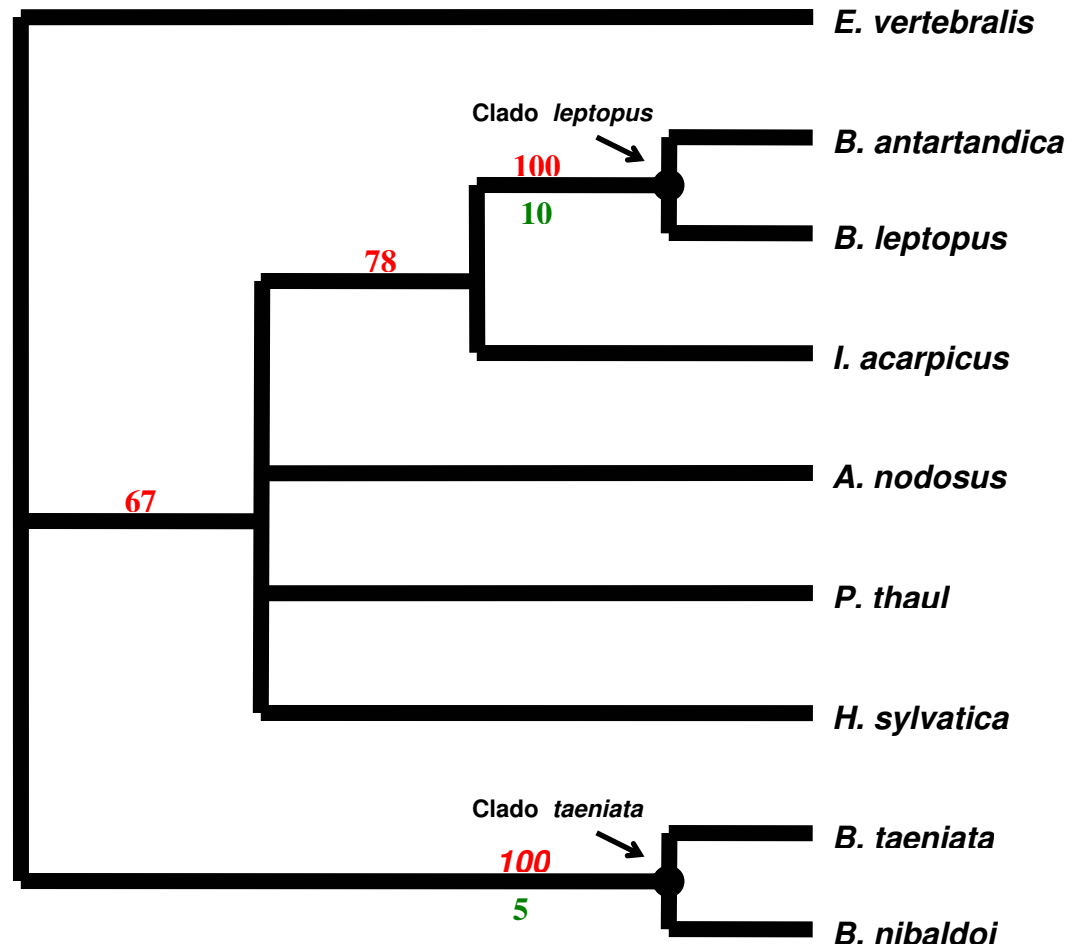 E. vertebralis
Clado leptopus
B. antartandica
100
10
B. leptopus
78
I. acarpicus
A. nodosus
67
P. thaul
H. sylvatica
Clado taeniata
B. taeniata
100
5
B. nibaldoi